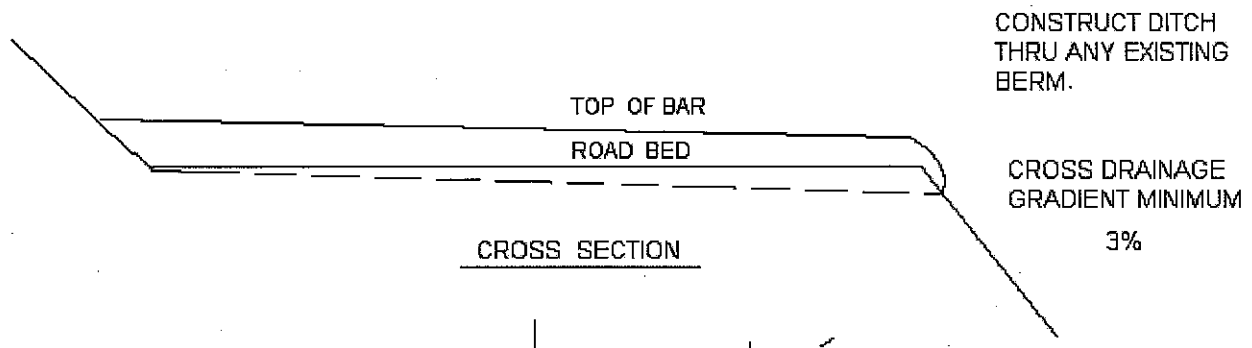 CONSTRUCT DITCH
THRU ANY EXISTING
BERM.
TOP OF BAR
ROAD BED
CROSS DRAINAGE
GRADIENT MINIMUM
3%
CROSS SECTION